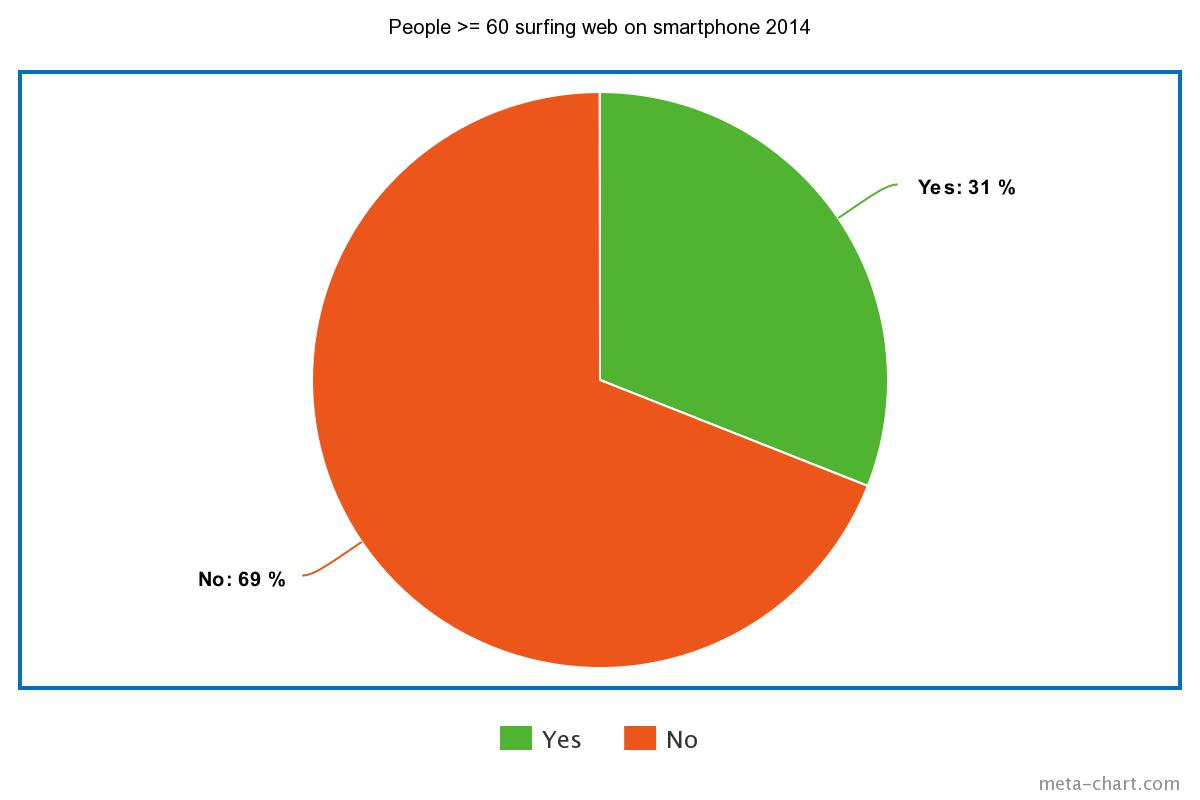 People >= 60 surfing web on smartphone 2014
Yes: 31 %
No: 69 %
Yes No
meta-chart.com